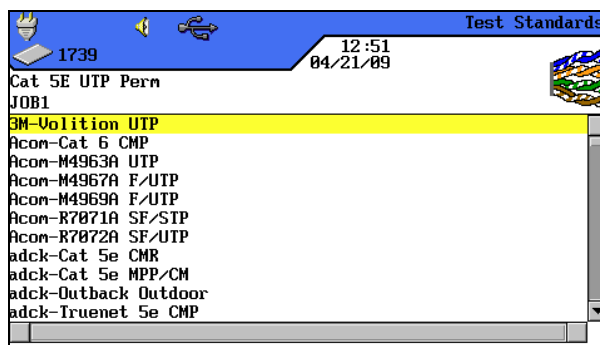 Test Standards
1739
12:51
04/21/09
Cat 5E UTP Perm
JOB1
3M-Volition UTP
Acom-Cat 6 CMP
Acom-M4963A UTP
Acom-M4967A F/UTP
Acom-M4969A F/UTP
Acom-R7071A SF/STP
Acom-R7072A SF/UTP
adck-Cat 5e CMR
adck-Cat 5e MPP/CM
adck-Outback Outdoor
adck-Truenet 5e CMP